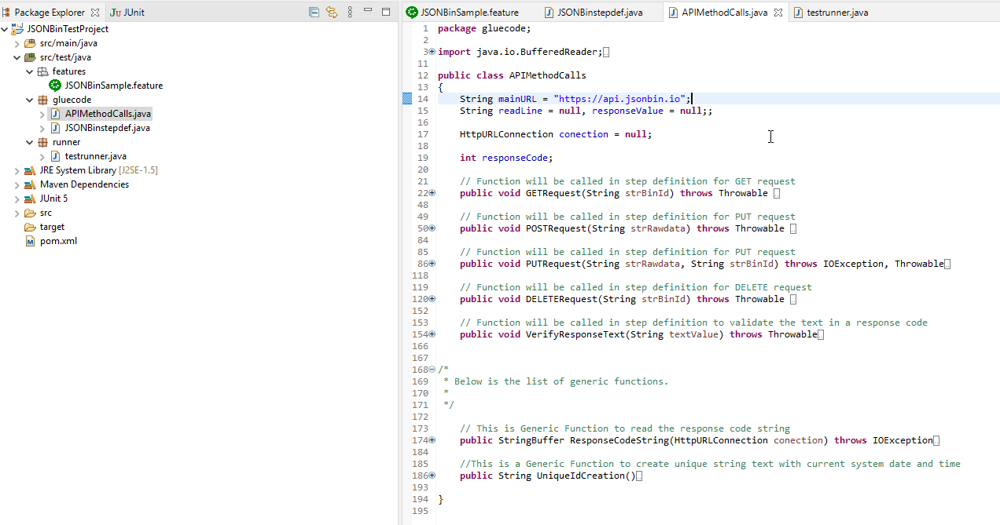 Package Explorer
JUnit
JSONBinTestProject
src/main/java
src/test/java
features
JSONBinSample.feature
gluecode
APIMethodCalls.java
JSONBinstepdef.java
runner
testrunner.java
JRE System Library [J2SE-1.5]
Maven Dependencies
JUnit 5
src
target
pom.xml
JSONBinSample.feature
JSONBinstepdef.java
APIMethodCalls.java
testrunner.java
1 package gluecode;
2
3 import java.io.BufferedReader;
11
12 public class APIMethodCalls
13 {
14 String mainURL = "https://api.jsonbin.io";
15 String readLine = null, responseValue = null;;
16
17 HttpURLConnection conection = null;
18
19 int responseCode;
20
21 // Function will be called in step definition for GET request
22 public void GETRequest(String strBinId) throws Throwable
48
49 // Function will be called in step definition for PUT request
50 public void POSTRequest(String strRawdata) throws Throwable
84
85 // Function will be called in step definition for PUT request
86 public void PUTRequest(String strRawdata, String strBinId) throws IOException, Throwable
118
119 // Function will be called in step definition for DELETE request
120 public void DELETERequest(String strBinId) throws Throwable
152
153 // Function will be called in step definition to validate the text in a response code
154 public void VerifyResponseText(String textValue) throws Throwable
166
167
168 /*
169 * Below is the list of generic functions.
170 *
171 */
172
173 // This is Generic Function to read the response code string
174 public StringBuffer ResponseCodeString(HttpURLConnection conection) throws IOException
184
185 //This is a Generic Function to create unique string text with current system date and time
186 public String UniqueIdCreation()
193
194 }
195